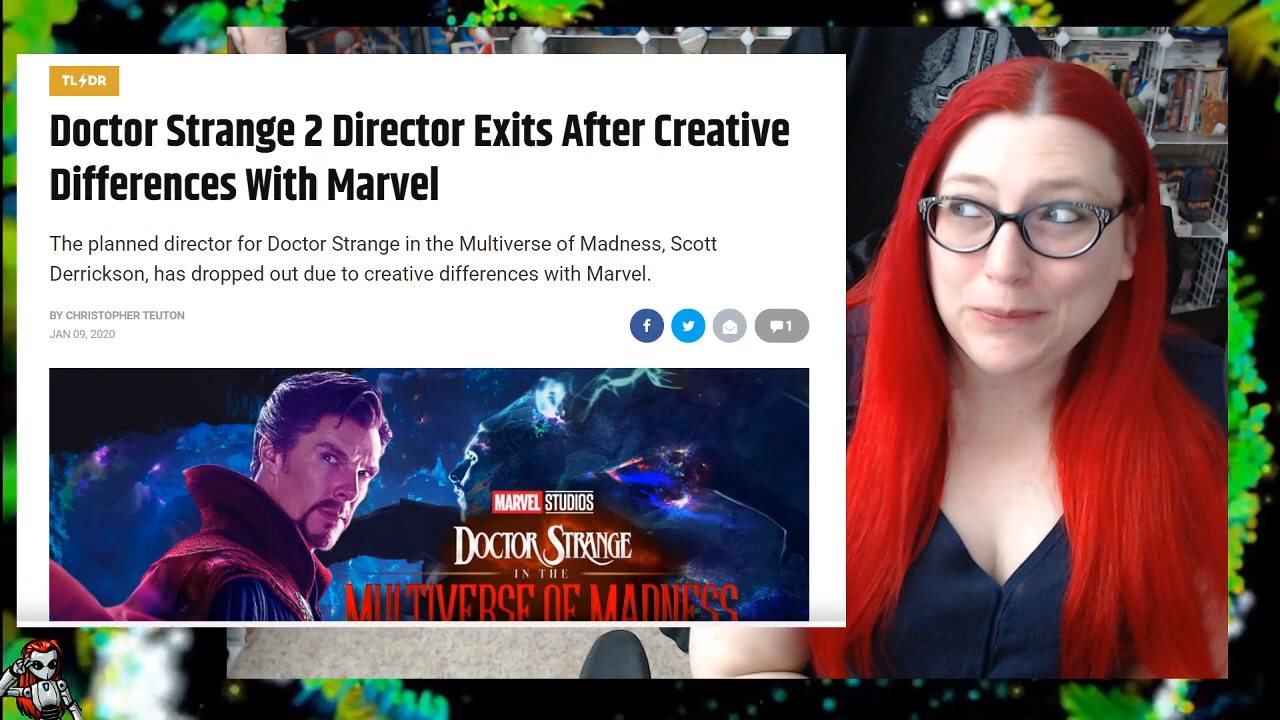 TL⚡DR
Doctor Strange 2 Director Exits After Creative
Differences With Marvel
The planned director for Doctor Strange in the Multiverse of Madness, Scott
Derrickson, has dropped out due to creative differences with Marvel.
BY CHRISTOPHER TEUTON
JAN 09, 2020
1
MARVEL STUDIOS
DOCTOR STRANGE
IN THE
MULTIVERSE OF MADNESS